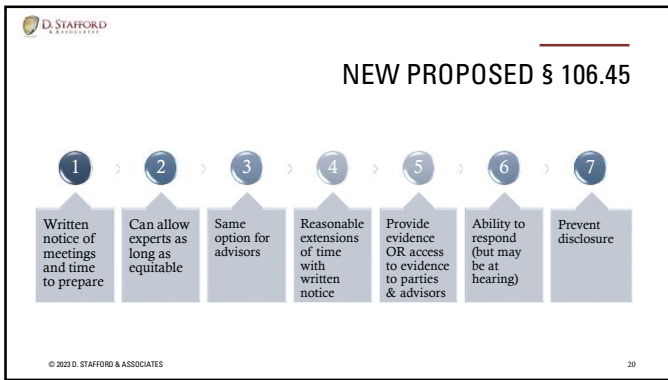 D. STAFFORD
& ASSOCIATES
NEW PROPOSED § 106.45
1
2
3
4
5
6
7
Written
notice of
meetings
and time
to prepare
Can allow
experts as
long as
equitable
Same
option for
advisors
Reasonable
extensions
of time
with
written
notice
Provide
evidence
OR access
to evidence
to parties
& advisors
Ability to
respond
(but may
be at
hearing)
Prevent
disclosure
© 2023 D. STAFFORD & ASSOCIATES
20